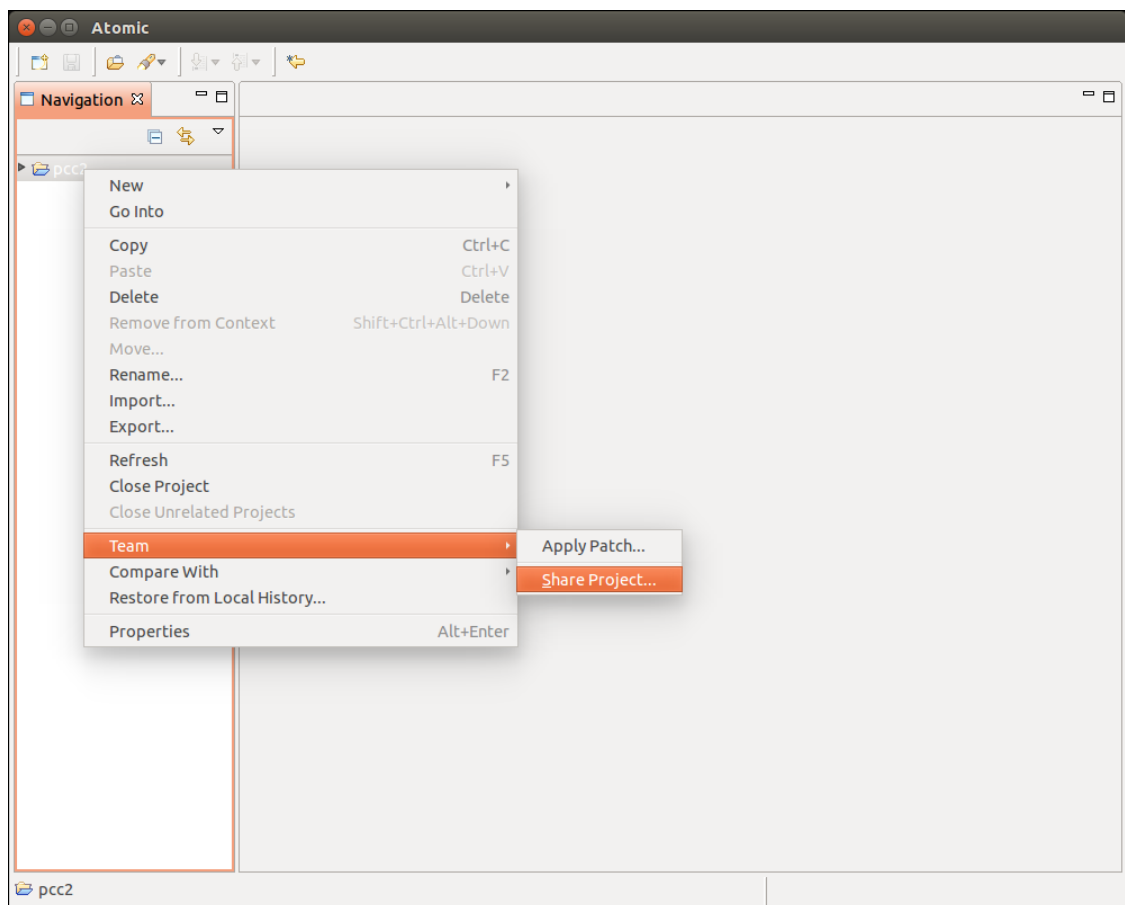 Atomic
Navigation
pcc2
New
Go Into
Copy Ctrl+C
Paste Ctrl+V
Delete Delete
Remove from Context Shift+Ctrl+Alt+Down
Move...
Rename... F2
Import...
Export...
Refresh F5
Close Project
Close Unrelated Projects
Team Apply Patch...
Compare With Share Project...
Restore from Local History...
Properties Alt+Enter
pcc2